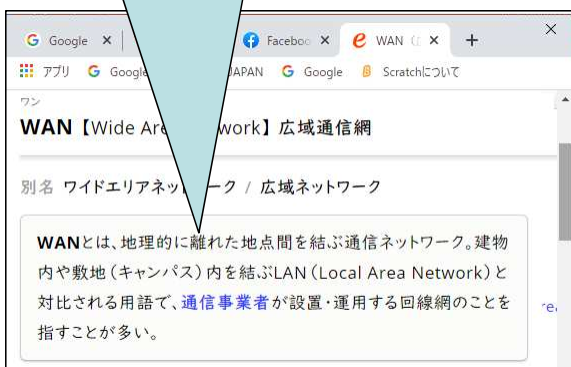 Google
Faceboo
WAN
アプリ Google JAPAN Google Scratchについて
ワン
WAN【Wide Are work】広域通信網
別名 ワイドエリアネットワーク / 広域ネットワーク
WANとは、地理的に離れた地点間を結ぶ通信ネットワーク。建物
内や敷地（キャンパス）内を結ぶLAN（Local Area Network）と
対比される用語で、通信事業者が設置・運用する回線網のことを
指すことが多い。